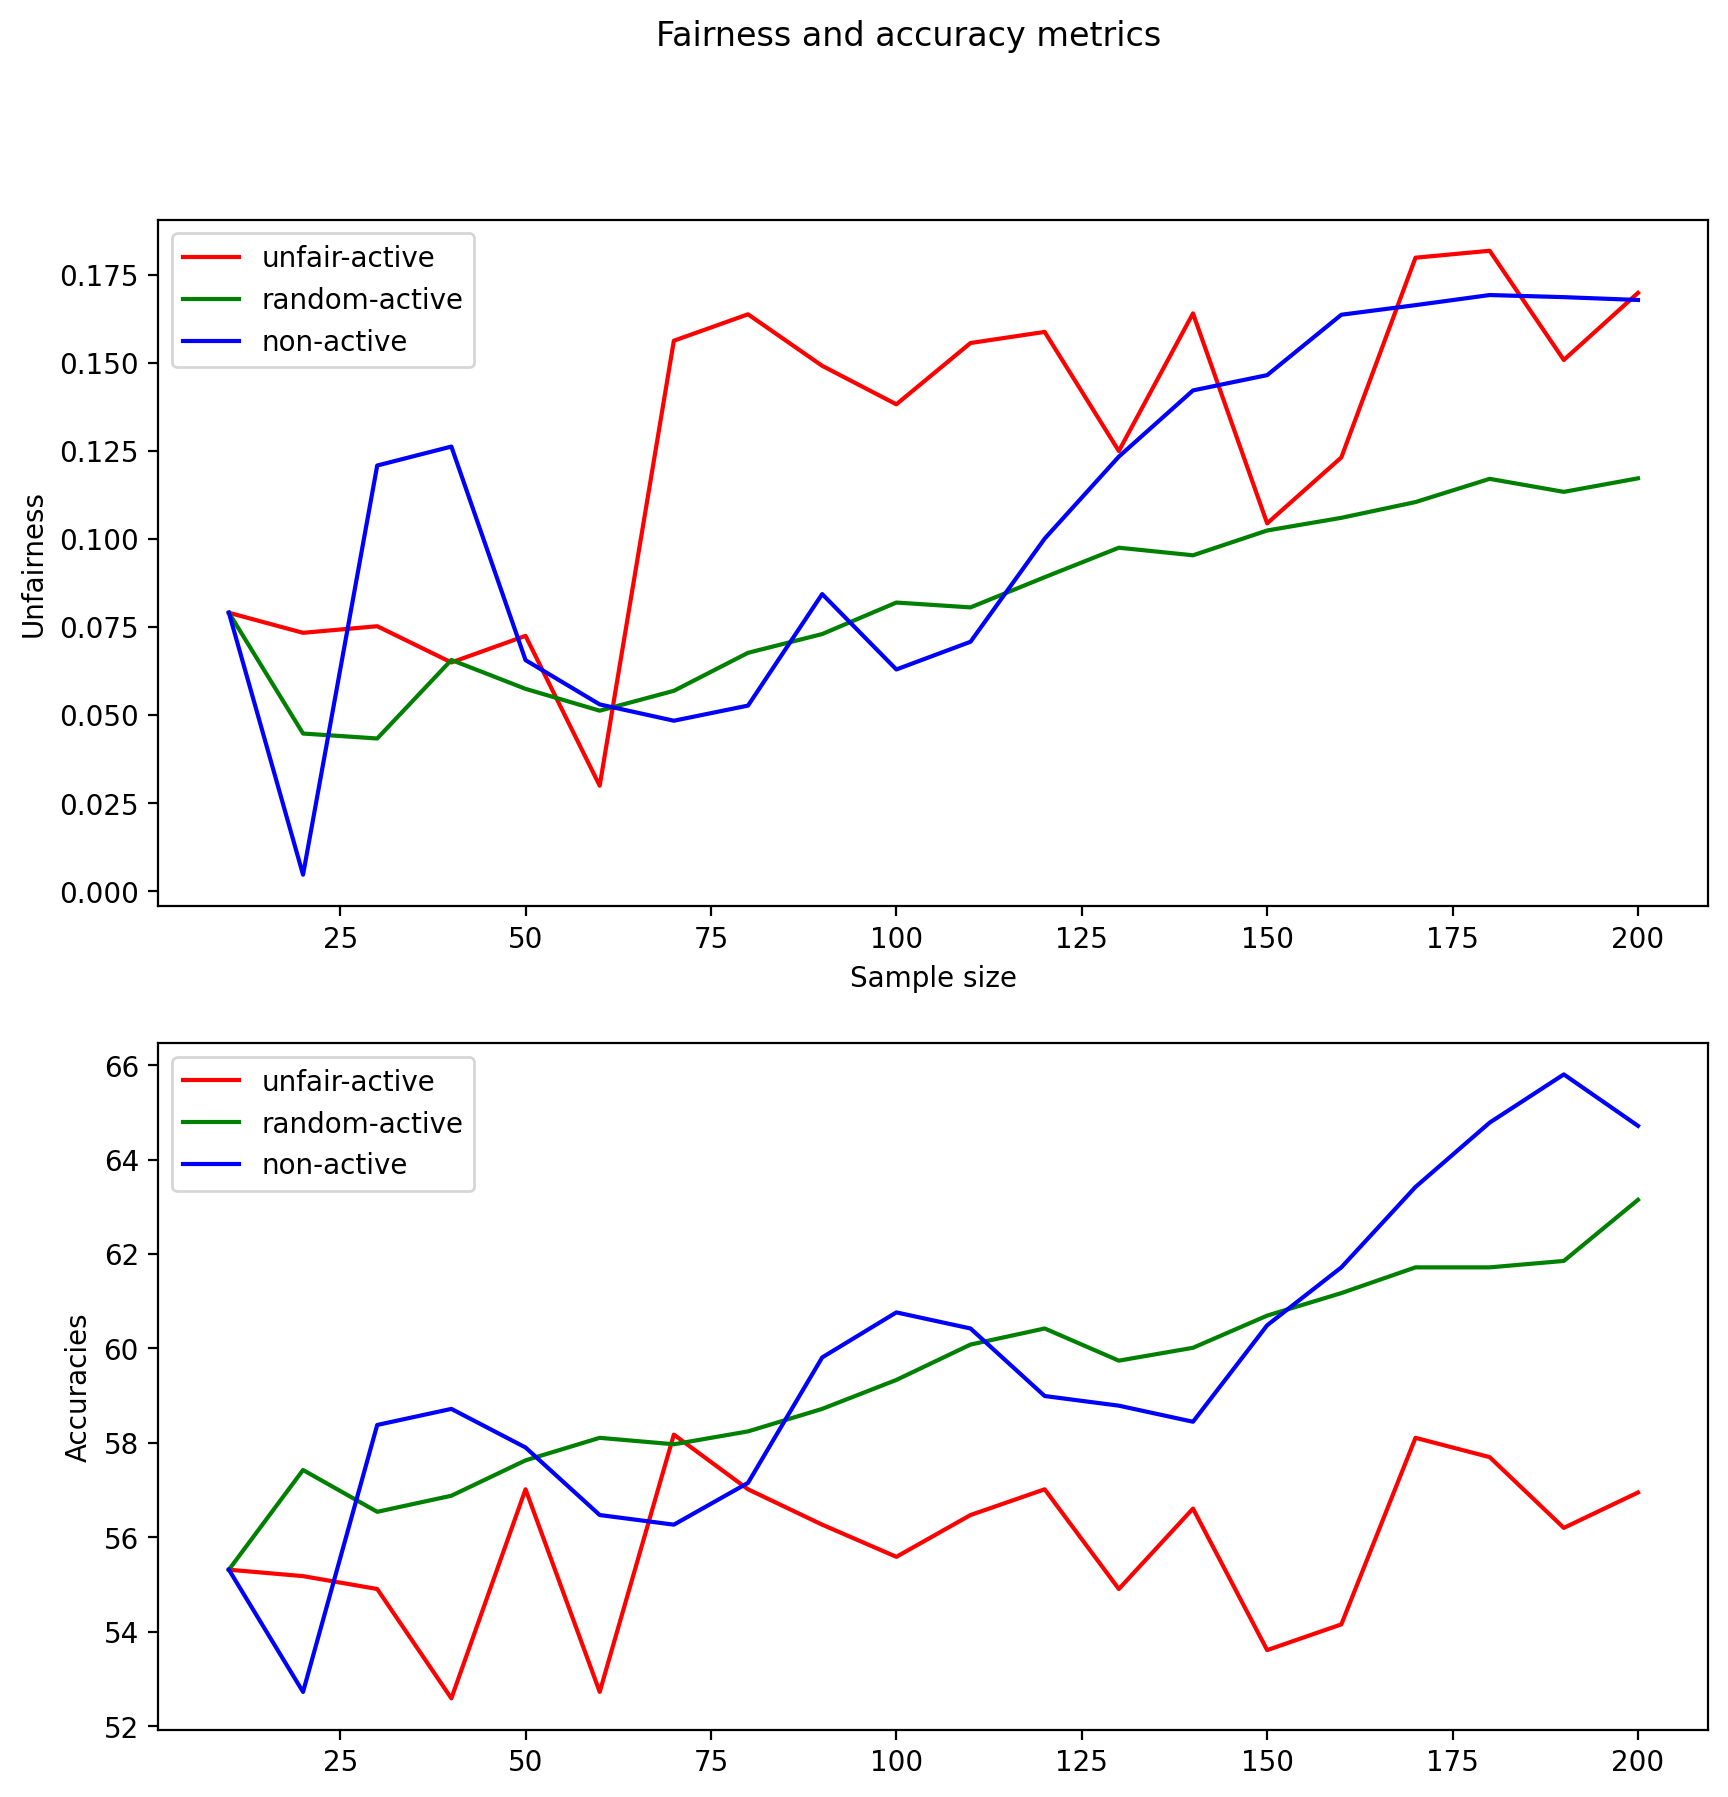 Fairness and accuracy metrics
unfair-active
random-active
non-active
0.175
0.150
0.125
0.100
0.075
0.050
0.025
0.000
Unfairness
25 50 75 100 125 150 175 200
Sample size
unfair-active
random-active
non-active
66
64
62
60
58
56
54
52
Accuracies
25 50 75 100 125 150 175 200